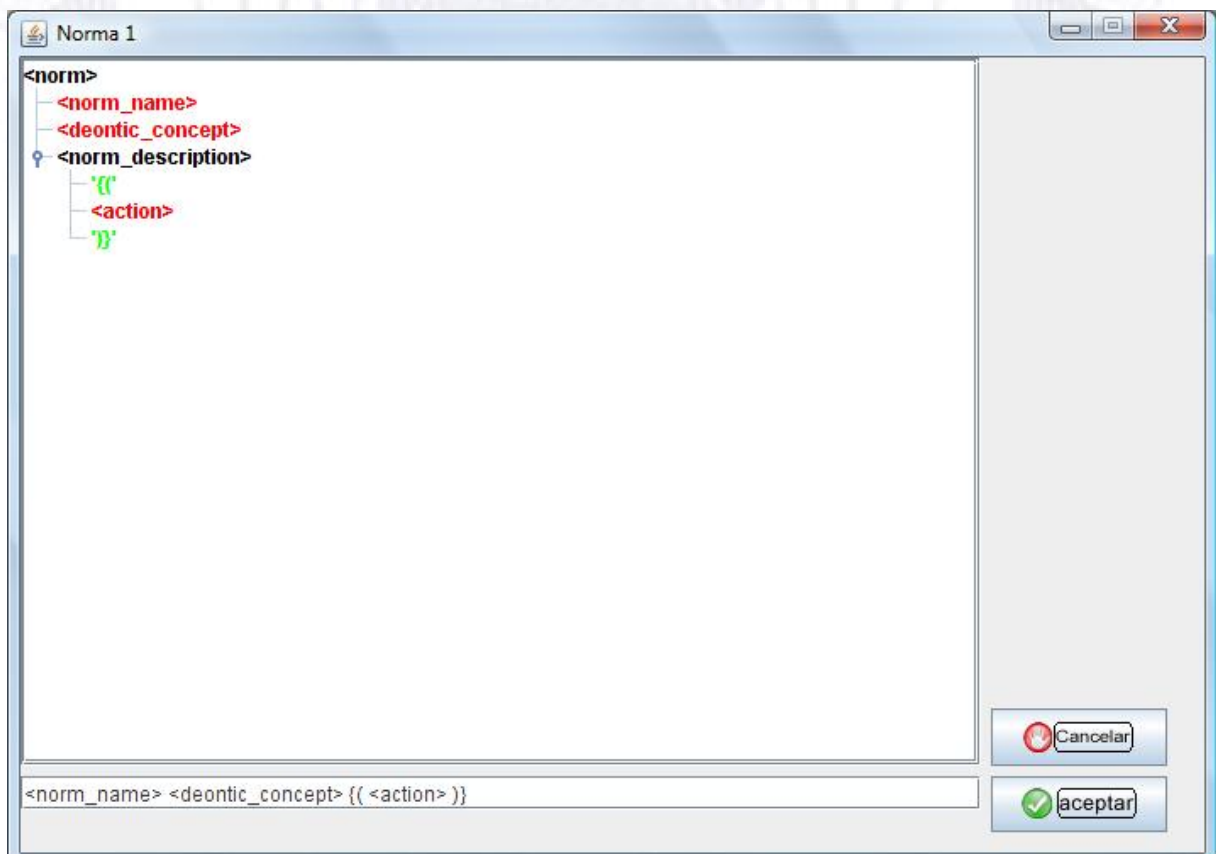 Norma 1
<norm>
<norm_name>
<deontic_concept>
<norm_description>
'{('
<action>
')}'
Cancelar
<norm_name> <deontic_concept> {( <action> )}
aceptar